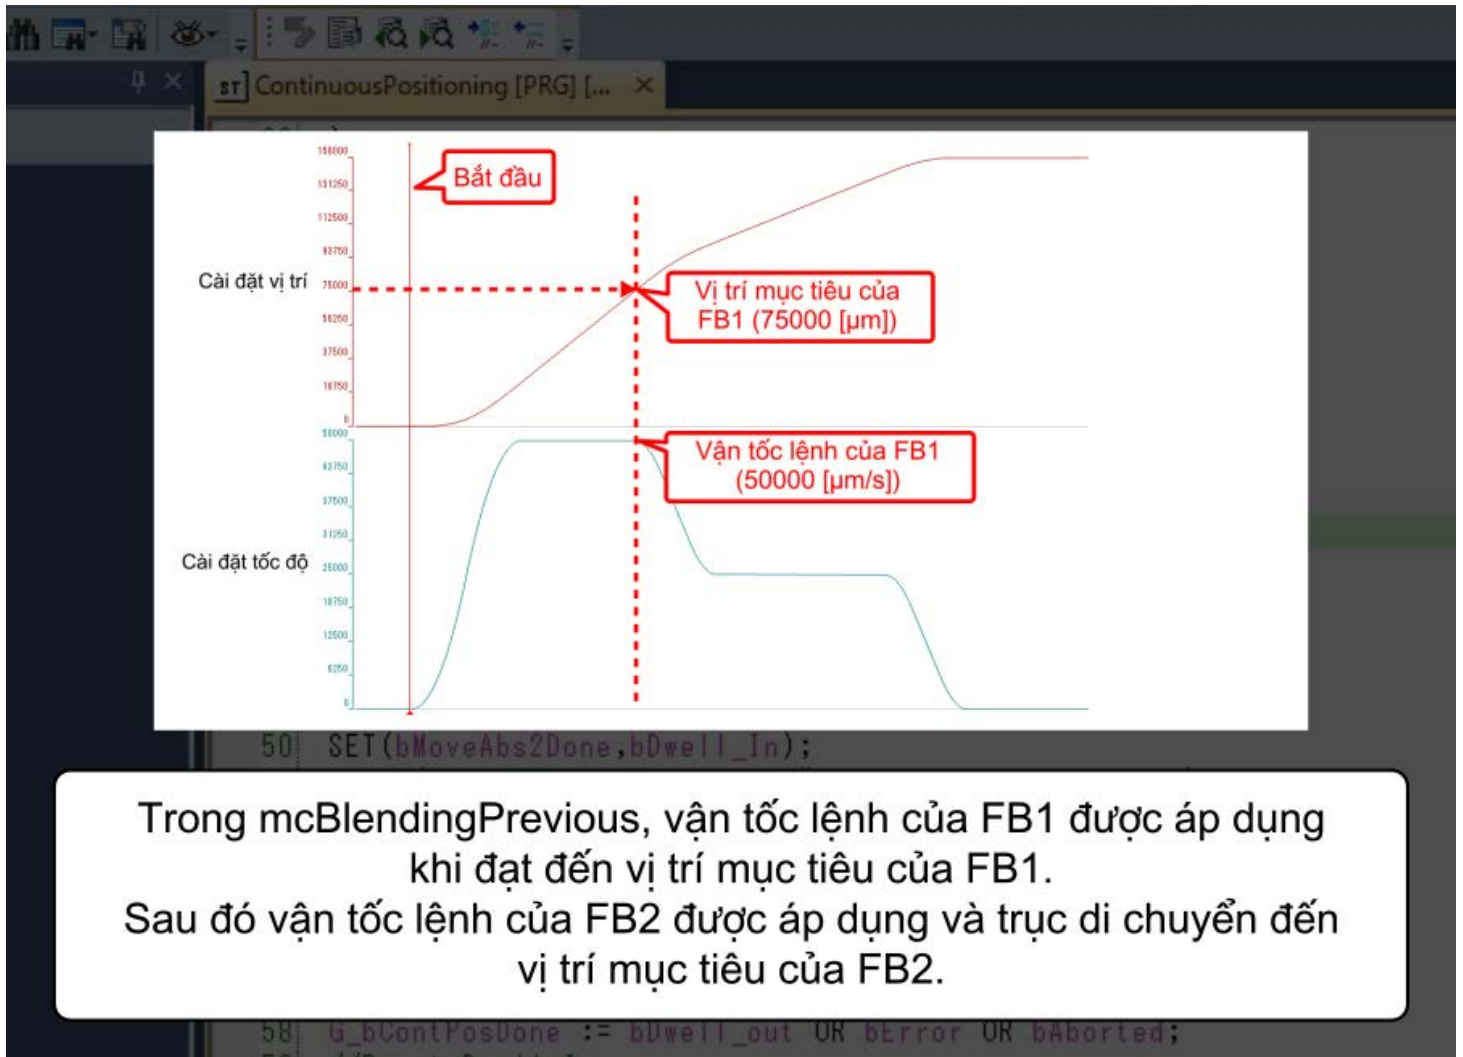 ST ContinuousPositioning [PRG] [...
150000
131250
Bắt đầu
112500
93750
Cài đặt vị trí
75000
Vị trí mục tiêu của
FB1 (75000 [µm])
56250
37500
18750
0
50000
43750
Vận tốc lệnh của FB1
(50000 [µm/s])
37500
31250
Cài đặt tốc độ
25000
18750
12500
6250
0
50 SET(bMoveAbs2Done,bDwell_In);
Trong mcBlendingPrevious, vận tốc lệnh của FB1 được áp dụng
khi đạt đến vị trí mục tiêu của FB1.
Sau đó vận tốc lệnh của FB2 được áp dụng và trục di chuyển đến
vị trí mục tiêu của FB2.
58 G_bContPosDone := bDwell_out OR bError OR bAborted;